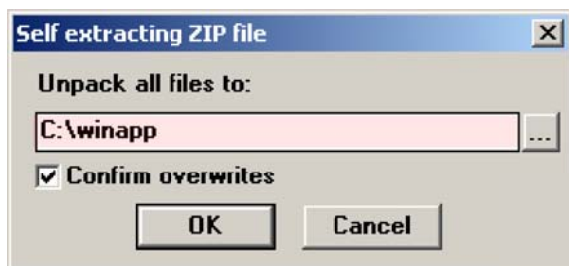 Self extracting ZIP file
Unpack all files to:
C:\winapp
...
Confirm overwrites
OK Cancel